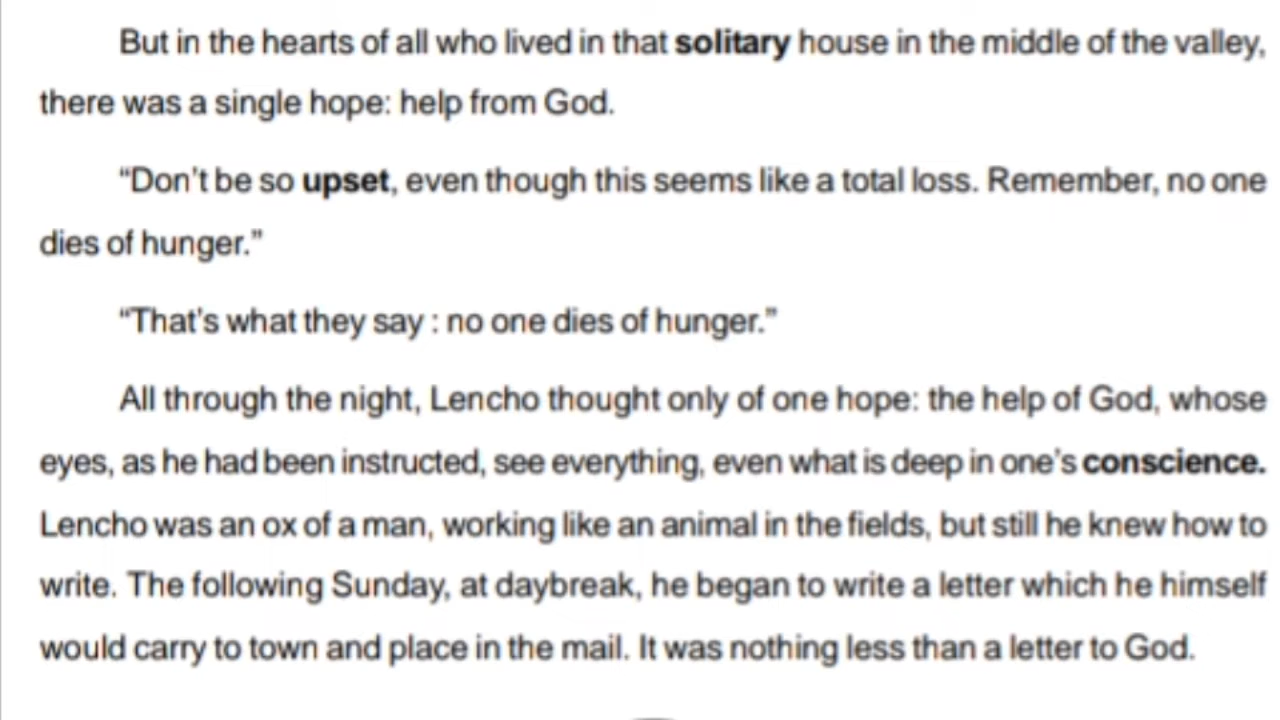 But in the hearts of all who lived in that solitary house in the middle of the valley,
there was a single hope: help from God.
“Don’t be so upset, even though this seems like a total loss. Remember, no one
dies of hunger.”
“That’s what they say : no one dies of hunger.”
All through the night, Lencho thought only of one hope: the help of God, whose
eyes, as he had been instructed, see everything, even what is deep in one’s conscience.
Lencho was an ox of a man, working like an animal in the fields, but still he knew how to
write. The following Sunday, at daybreak, he began to write a letter which he himself
would carry to town and place in the mail. It was nothing less than a letter to God.